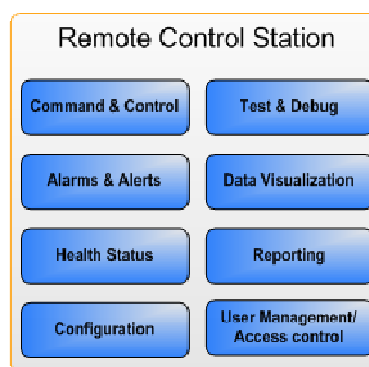 Remote Control Station
Command & Control
Test & Debug
Alarms & Alerts
Data Visualization
Health Status
Reporting
Configuration
User Management/
Access control